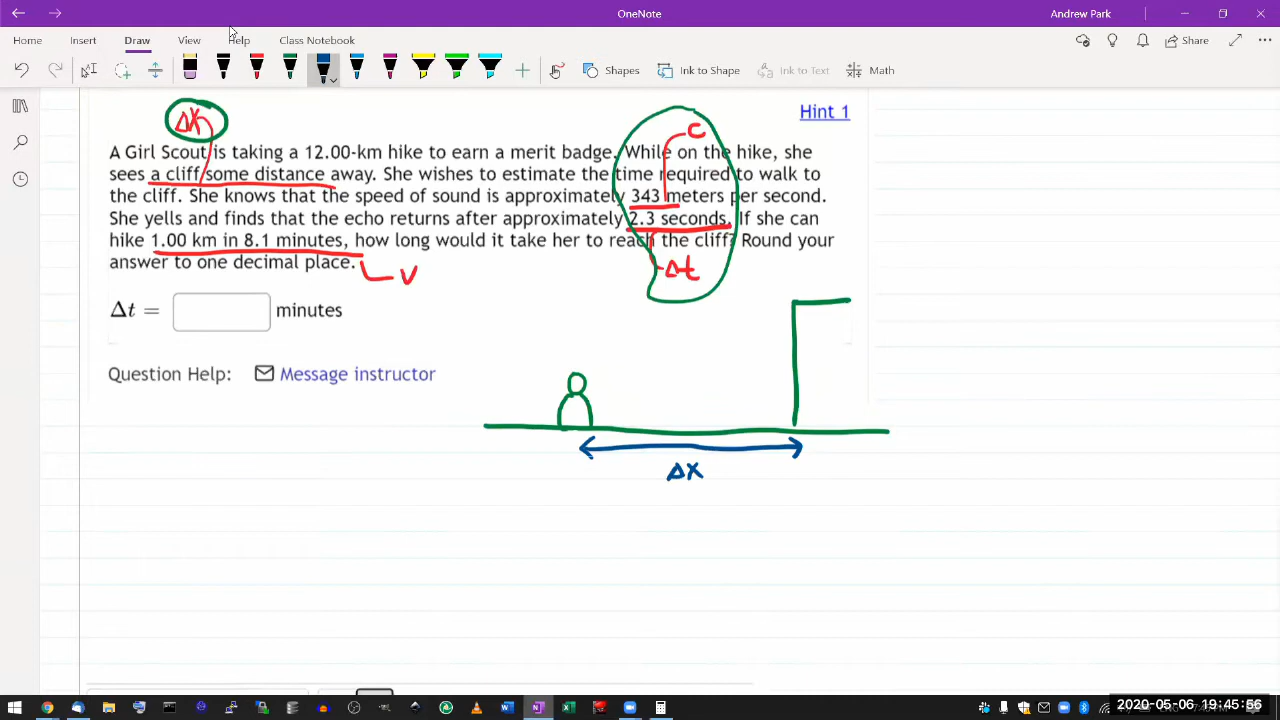 OneNote
Andrew Park
Home Insert Draw View Help Class Notebook
Share
Shapes Ink to Shape Ink to Text Math
Hint 1
Δx
c
A Girl Scout is taking a 12.00-km hike to earn a merit badge. While on the hike, she
sees a cliff some distance away. She wishes to estimate the time required to walk to
the cliff. She knows that the speed of sound is approximately 343 meters per second.
She yells and finds that the echo returns after approximately 2.3 seconds. If she can
hike 1.00 km in 8.1 minutes, how long would it take her to reach the cliff? Round your
answer to one decimal place.
v
Δt
Δt = minutes
Question Help: Message instructor
Δx
2020-05-06 19:45:56